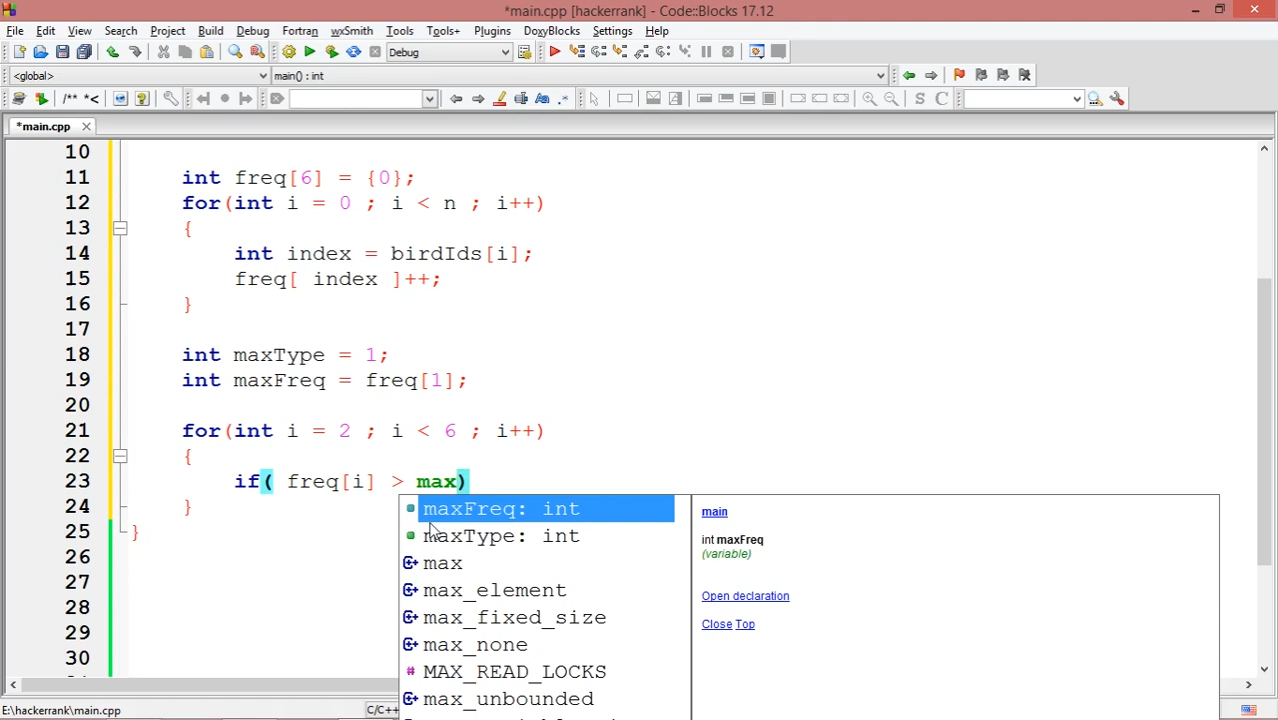 *main.cpp [hackerrank] - Code::Blocks 17.12
File Edit View Search Project Build Debug Fortran wxSmith Tools Tools+ Plugins DoxyBlocks Settings Help
Debug
<global> main() : int
/** *<
S C
*main.cpp
10
11 int freq[6] = {0};
12 for(int i = 0 ; i < n ; i++)
13 {
14 int index = birdIds[i];
15 freq[ index ]++;
16 }
17
18 int maxType = 1;
19 int maxFreq = freq[1];
20
21 for(int i = 2 ; i < 6 ; i++)
22 {
23 if( freq[i] > max)
24 }
25 }
26
27
28
29
30
maxFreq: int
maxType: int
max
max_element
max_fixed_size
max_none
MAX_READ_LOCKS
max_unbounded
main
int maxFreq
(variable)
Open declaration
Close Top
E:\hackerrank\main.cpp C/C++